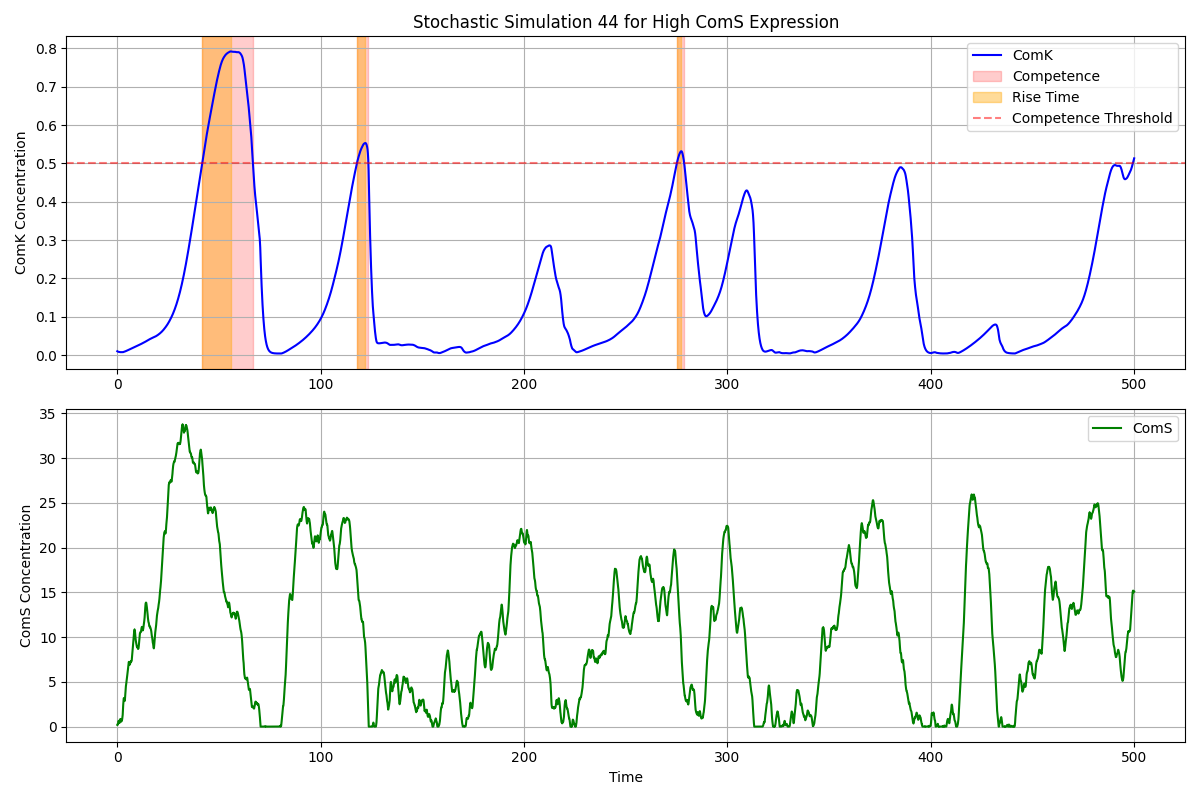 Stochastic Simulation 44 for High ComS Expression
ComK Concentration
0.8
0.7
0.6
0.5
0.4
0.3
0.2
0.1
0.0
0 100 200 300 400 500
ComK
Competence
Rise Time
Competence Threshold
ComS Concentration
35
30
25
20
15
10
5
0
0 100 200 300 400 500
ComS
Time